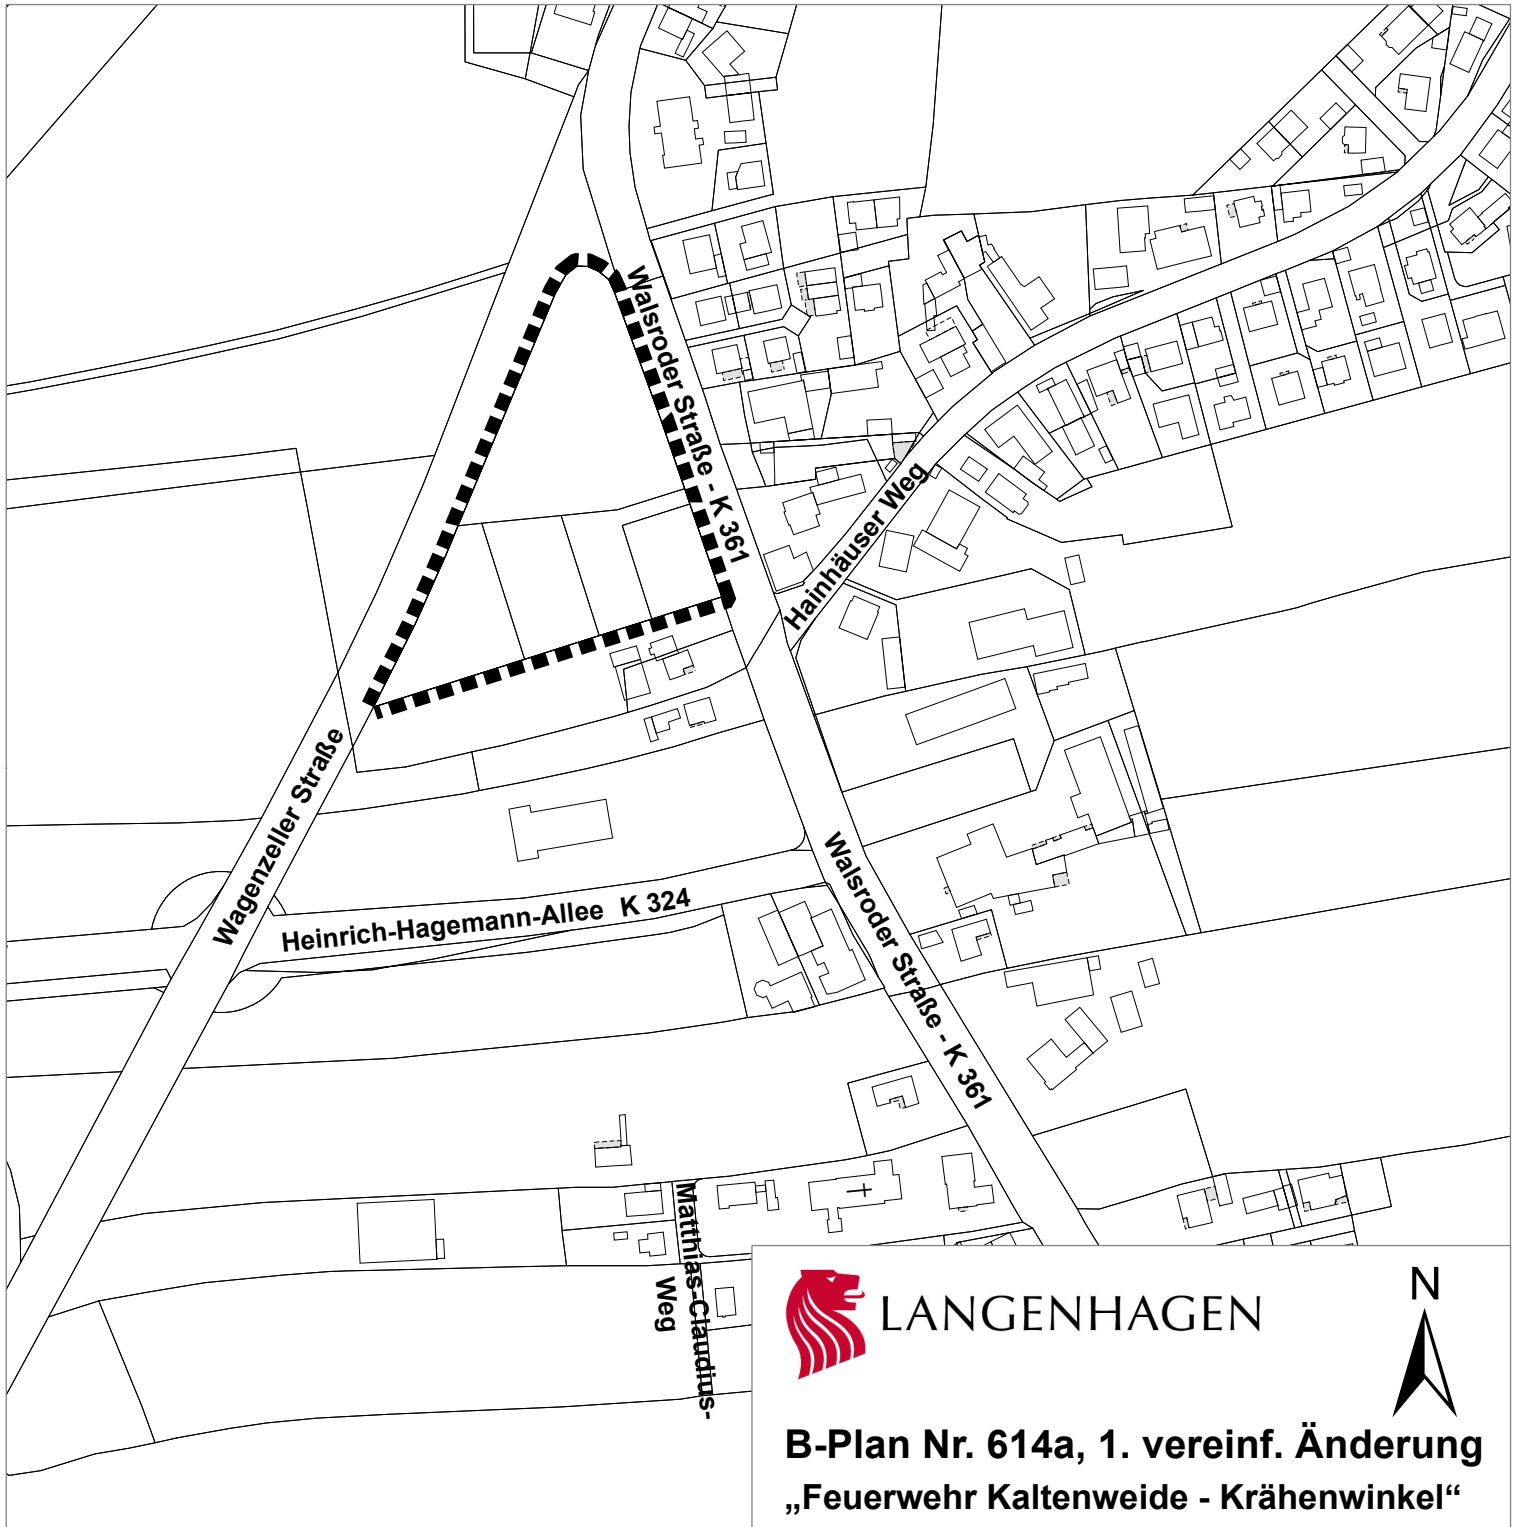 Walsroder Straße - K 361
Hainhäuser Weg
Wagenzeller Straße
Heinrich-Hagemann-Allee K 324
Walsroder Straße - K 361
Matthias-Claudius-
Weg
LANGENHAGEN
N
B-Plan Nr. 614a, 1. vereinf. Änderung
„Feuerwehr Kaltenweide - Krähenwinkel“